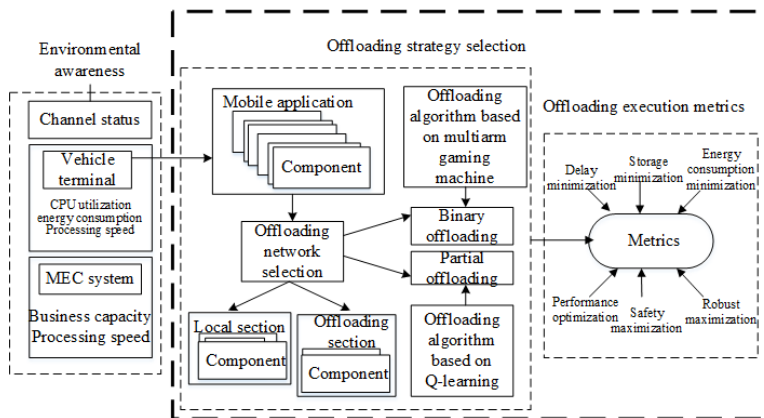 Environmental
awareness
Channel status
Vehicle
terminal
CPU utilization
energy consumption
Processing speed
MEC system
Business capacity
Processing speed
Offloading strategy selection
Mobile application
Component
Offloading
algorithm based
on multiarm
gaming
machine
Offloading
network
selection
Binary
offloading
Partial
offloading
Local section
Component
Offloading
section
Component
Offloading
algorithm
based on
Q-learning
Offloading execution metrics
Delay
minimization
Storage
minimization
Energy
consumption
minimization
Metrics
Performance
optimization
Safety
maximization
Robust
maximization